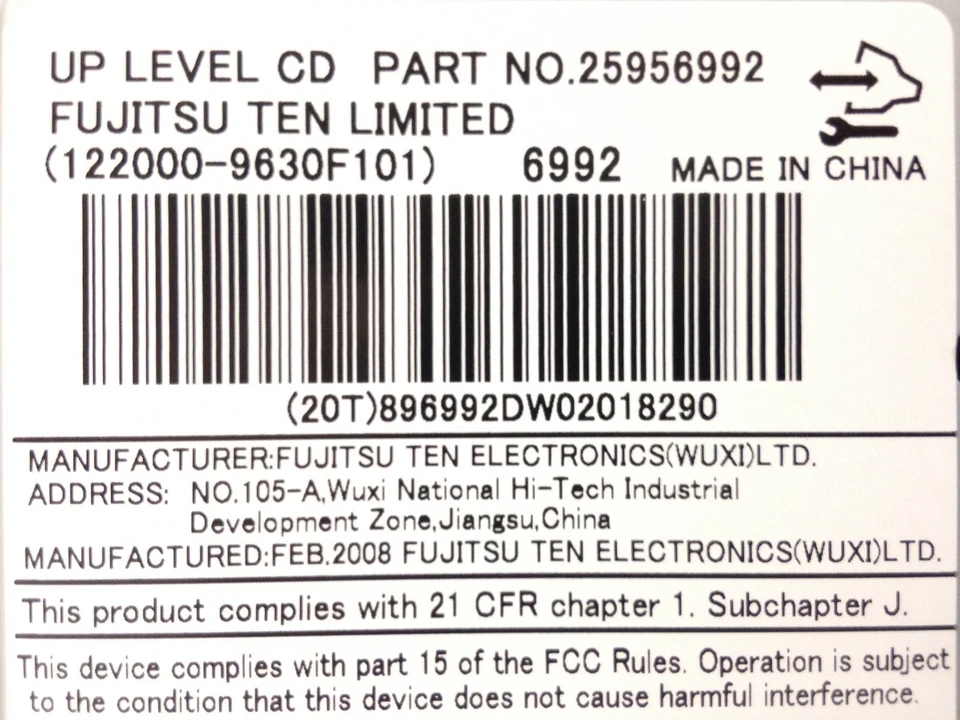 UP LEVEL CD PART NO.25956992
FUJITSU TEN LIMITED
(122000-9630F101) 6992 MADE IN CHINA
(20T)896992DW02018290
MANUFACTURER:FUJITSU TEN ELECTRONICS(WUXI)LTD.
ADDRESS: NO.105-A,Wuxi National Hi-Tech Industrial
Development Zone,Jiangsu,China
MANUFACTURED:FEB.2008 FUJITSU TEN ELECTRONICS(WUXI)LTD.
This product complies with 21 CFR chapter 1. Subchapter J.
This device complies with part 15 of the FCC Rules. Operation is subject
to the condition that this device does not cause harmful interference.